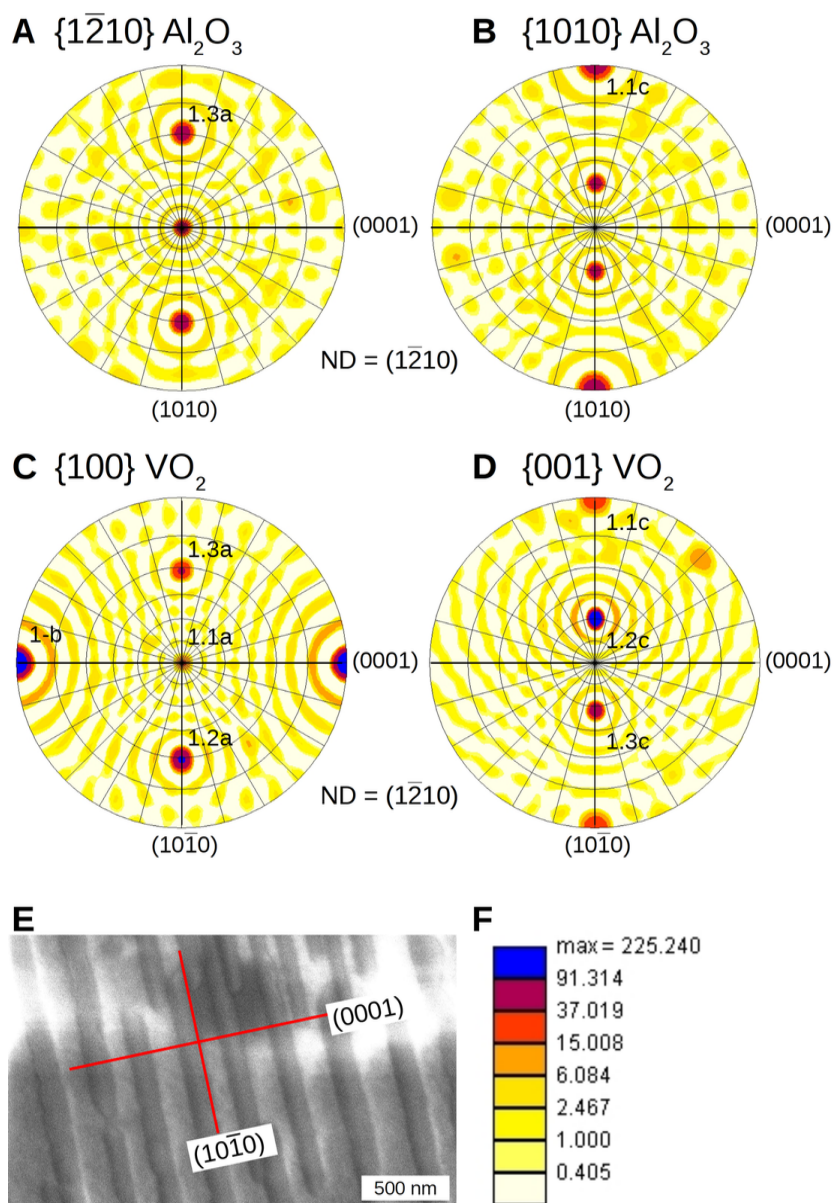 A {12̅10} Al₂O₃
B {1010} Al₂O₃
1.3a
1.1c
(0001)
(0001)
ND = (12̅10)
(1010)
(1010)
C {100} VO₂
D {001} VO₂
1.3a
1.1c
1-b
1.1a
1.2c
(0001)
(0001)
1.2a
1.3c
ND = (12̅10)
(101̅0)
(101̅0)
E
F
(0001)
(101̅0)
500 nm
max = 225.240
91.314
37.019
15.008
6.084
2.467
1.000
0.405